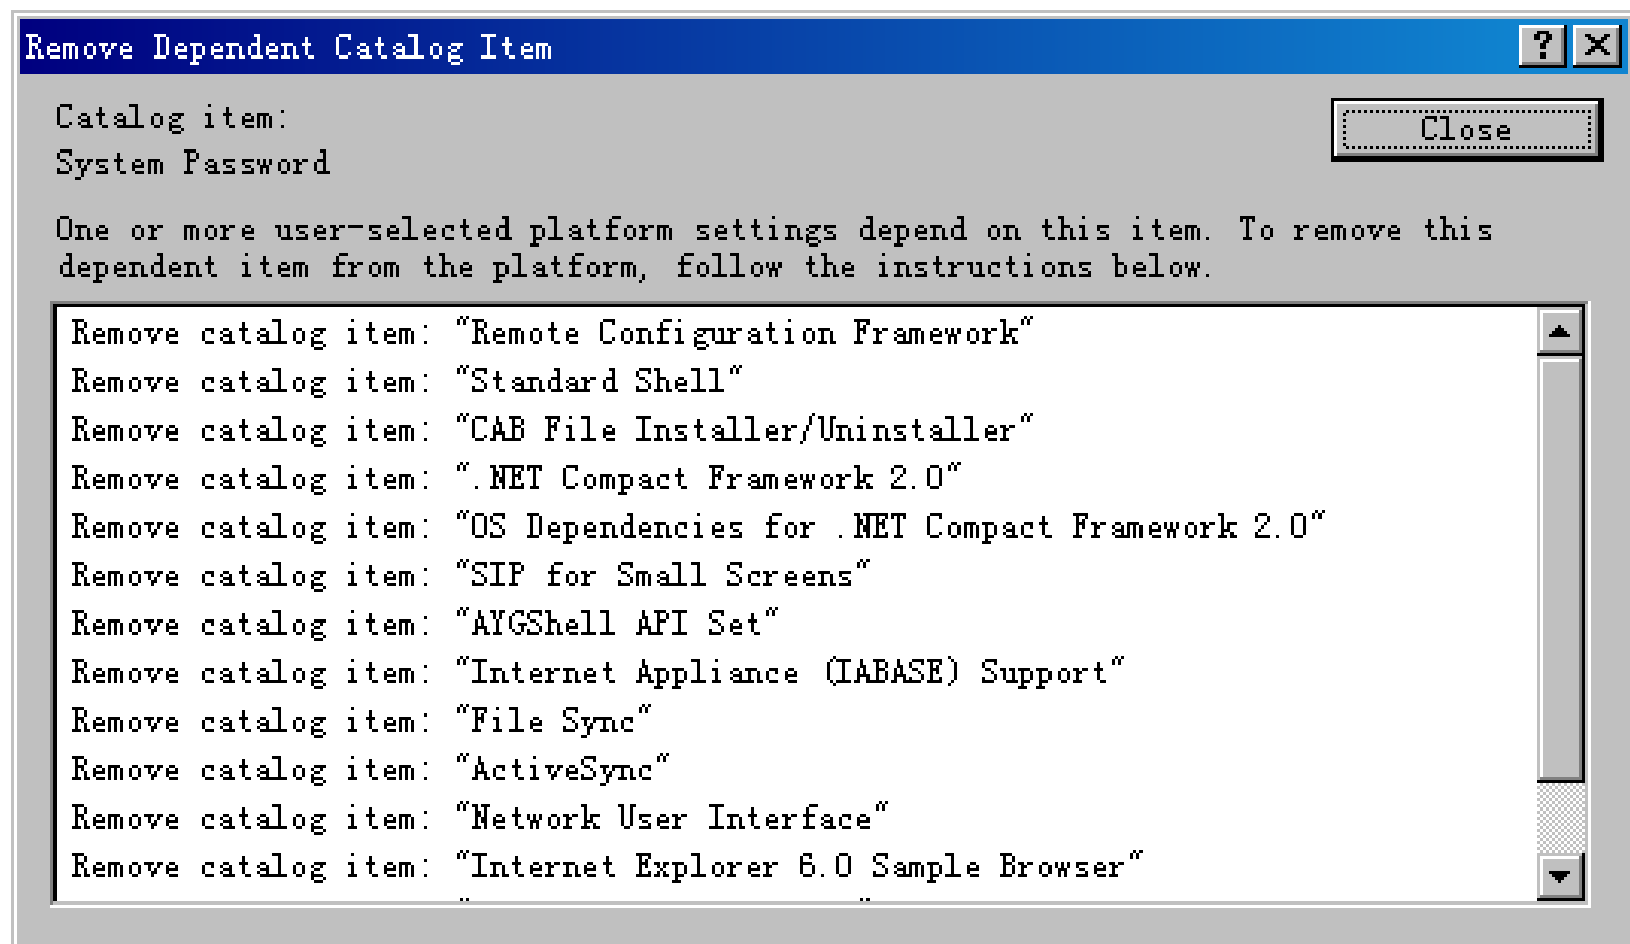 Remove Dependent Catalog Item
Catalog item:
Close
System Password
One or more user-selected platform settings depend on this item. To remove this
dependent item from the platform, follow the instructions below.
Remove catalog item: "Remote Configuration Framework"
Remove catalog item: "Standard Shell"
Remove catalog item: "CAB File Installer/Uninstaller"
Remove catalog item: ".NET Compact Framework 2.0"
Remove catalog item: "OS Dependencies for .NET Compact Framework 2.0"
Remove catalog item: "SIP for Small Screens"
Remove catalog item: "AYGShell API Set"
Remove catalog item: "Internet Appliance (IABASE) Support"
Remove catalog item: "File Sync"
Remove catalog item: "ActiveSync"
Remove catalog item: "Network User Interface"
Remove catalog item: "Internet Explorer 6.0 Sample Browser"